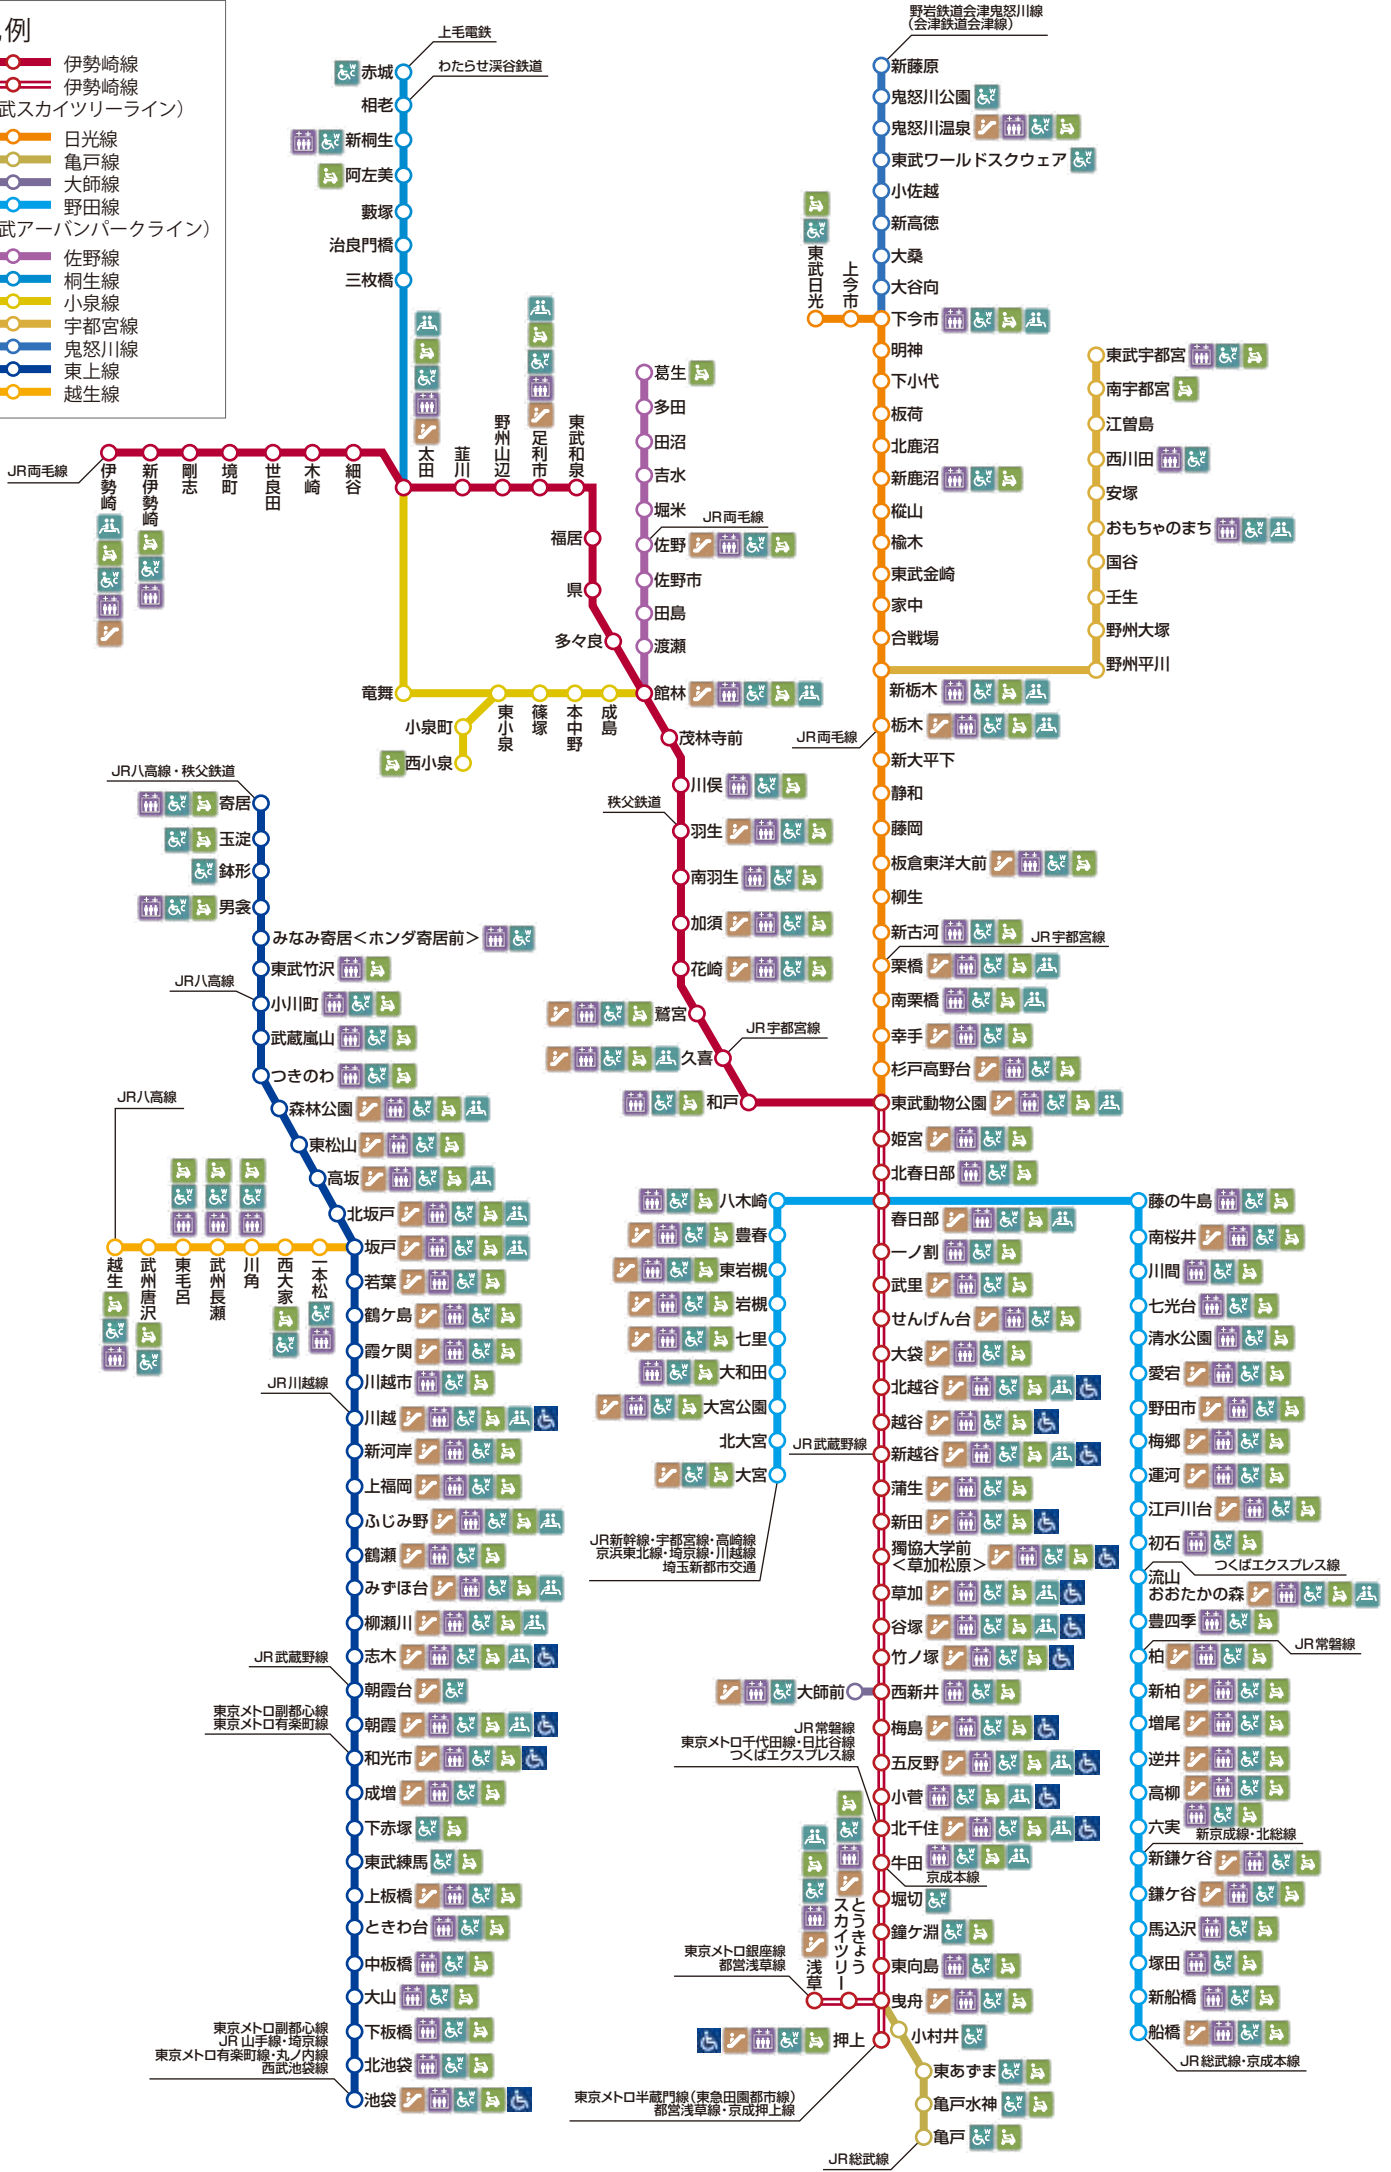 例
伊勢崎線
伊勢崎線
武スカイツリーライン）
日光線
亀戸線
大師線
野田線
武アーバンパークライン）
佐野線
桐生線
小泉線
宇都宮線
鬼怒川線
東上線
越生線
上毛電鉄
わたらせ渓谷鉄道
赤城
相老
新桐生
阿左美
藪塚
治良門橋
三枚橋
JR両毛線
伊勢崎
新伊勢崎
剛志
境町
世良田
木崎
細谷
太田
韮川
野州山辺
足利市
東武和泉
福居
県
多々良
竜舞
小泉町
西小泉
東小泉
篠塚
本中野
成島
葛生
多田
田沼
吉水
堀米
JR両毛線
佐野
佐野市
田島
渡瀬
館林
茂林寺前
川俣
秩父鉄道
羽生
南羽生
加須
花崎
鷲宮
久喜
JR宇都宮線
和戸
野岩鉄道会津鬼怒川線
（会津鉄道会津線）
新藤原
鬼怒川公園
鬼怒川温泉
東武ワールドスクウェア
小佐越
新高徳
大桑
大谷向
東武日光
上今市
下今市
明神
下小代
板荷
北鹿沼
新鹿沼
樅山
楡木
東武金崎
家中
合戦場
新栃木
JR両毛線
栃木
新大平下
静和
藤岡
板倉東洋大前
柳生
新古河
JR宇都宮線
栗橋
南栗橋
幸手
杉戸高野台
東武動物公園
東武宇都宮
南宇都宮
江曽島
西川田
安塚
おもちゃのまち
国谷
壬生
野州大塚
野州平川
姫宮
北春日部
春日部
一ノ割
武里
せんげん台
大袋
北越谷
越谷
JR武蔵野線
新越谷
蒲生
新田
獨協大学前
＜草加松原＞
草加
谷塚
竹ノ塚
大師前
西新井
梅島
JR常磐線
東京メトロ千代田線・日比谷線
つくばエクスプレス線
五反野
小菅
北千住
牛田
京成本線
堀切
鐘ケ淵
東向島
東京メトロ銀座線
都営浅草線
浅草
とうきょう
スカイツリー
曳舟
押上
東京メトロ半蔵門線（東急田園都市線）
都営浅草線・京成押上線
小村井
東あずま
亀戸水神
亀戸
JR総武線
八木崎
豊春
東岩槻
岩槻
七里
大和田
大宮公園
北大宮
大宮
JR新幹線・宇都宮線・高崎線
京浜東北線・埼京線・川越線
埼玉新都市交通
藤の牛島
南桜井
川間
七光台
清水公園
愛宕
野田市
梅郷
運河
江戸川台
初石
つくばエクスプレス線
流山
おおたかの森
豊四季
JR常磐線
柏
新柏
増尾
逆井
高柳
六実
新京成線・北総線
新鎌ケ谷
鎌ケ谷
馬込沢
塚田
新船橋
船橋
JR総武線・京成本線
JR八高線・秩父鉄道
寄居
玉淀
鉢形
男衾
みなみ寄居＜ホンダ寄居前＞
東武竹沢
JR八高線
小川町
武蔵嵐山
つきのわ
森林公園
東松山
高坂
北坂戸
坂戸
JR八高線
越生
武州唐沢
東毛呂
武州長瀬
川角
西大家
一本松
若葉
鶴ケ島
霞ケ関
川越市
JR川越線
川越
新河岸
上福岡
ふじみ野
鶴瀬
みずほ台
柳瀬川
志木
JR武蔵野線
朝霞台
朝霞
東京メトロ副都心線
東京メトロ有楽町線
和光市
成増
下赤塚
東武練馬
上板橋
ときわ台
中板橋
大山
下板橋
北池袋
東京メトロ副都心線
JR山手線・埼京線
東京メトロ有楽町線・丸ノ内線
西武池袋線
池袋